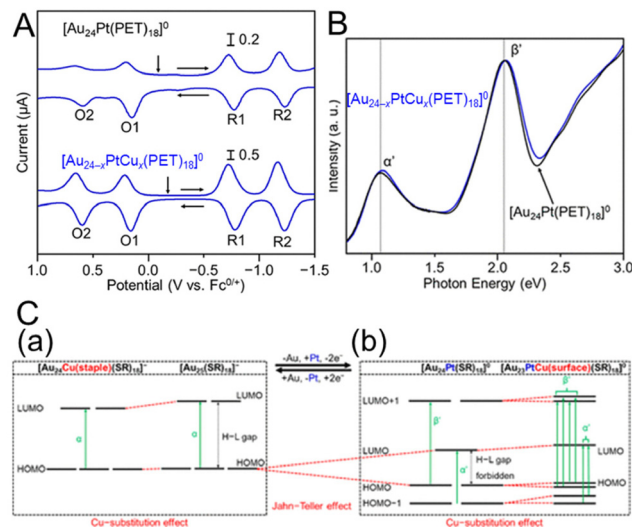 A
[Au24Pt(PET)18]⁰
0.2
O2
O1
R1
R2
[Au24–xPtCux(PET)18]⁰
0.5
O2
O1
R1
R2
Current (μA)
1.0 0.5 0.0 -0.5 -1.0 -1.5
Potential (V vs. Fc⁰/⁺)
B
β'
[Au24–xPtCux(PET)18]⁰
α'
[Au24Pt(PET)18]⁰
Intensity (a. u.)
1.0 1.5 2.0 2.5 3.0
Photon Energy (eV)
C
(a)
[Au24Cu(staple)(SR)18]⁻ [Au25(SR)18]⁻
LUMO
LUMO
α
α
H–L gap
HOMO
HOMO
Cu−substitution effect
-Au, +Pt, -2e⁻
+Au, -Pt, +2e⁻
Jahn-Teller effect
(b)
[Au24Pt(SR)18]⁰ [Au23PtCu(surface)(SR)18]⁰
β'
LUMO+1
β'
α'
LUMO
LUMO
α'
H–L gap
forbidden
HOMO
HOMO
HOMO−1
Cu−substitution effect